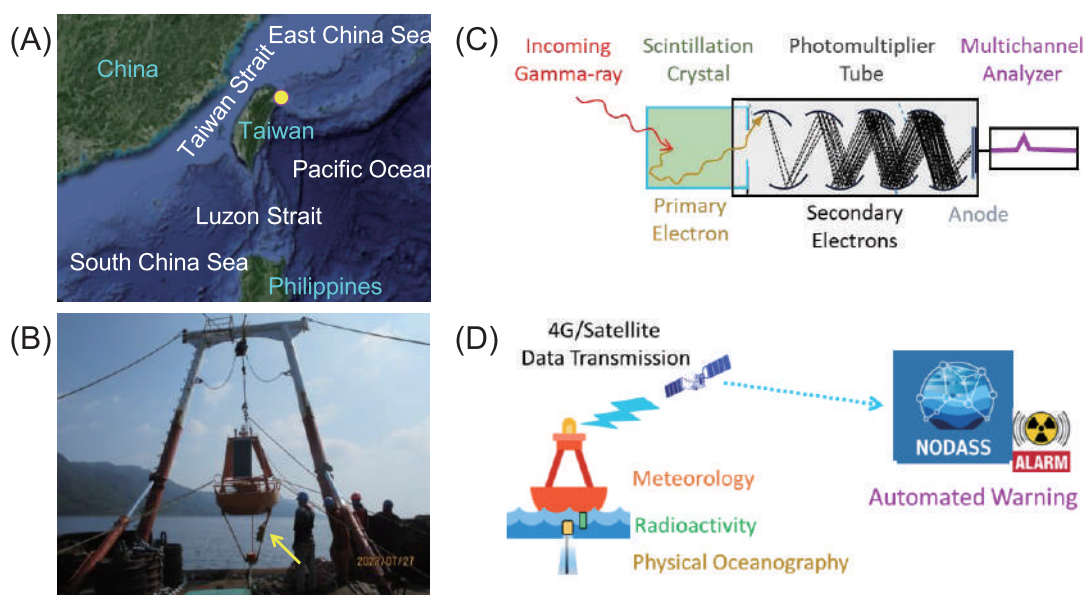 (A)
East China Sea
China
Taiwan Strait
Taiwan
Pacific Ocean
Luzon Strait
South China Sea
Philippines
(B)
2022/07/27
(C)
Incoming
Gamma-ray
Scintillation
Crystal
Photomultiplier
Tube
Multichannel
Analyzer
Primary
Electron
Secondary
Electrons
Anode
(D)
4G/Satellite
Data Transmission
Meteorology
Radioactivity
Physical Oceanography
NODASS
ALARM
Automated Warning